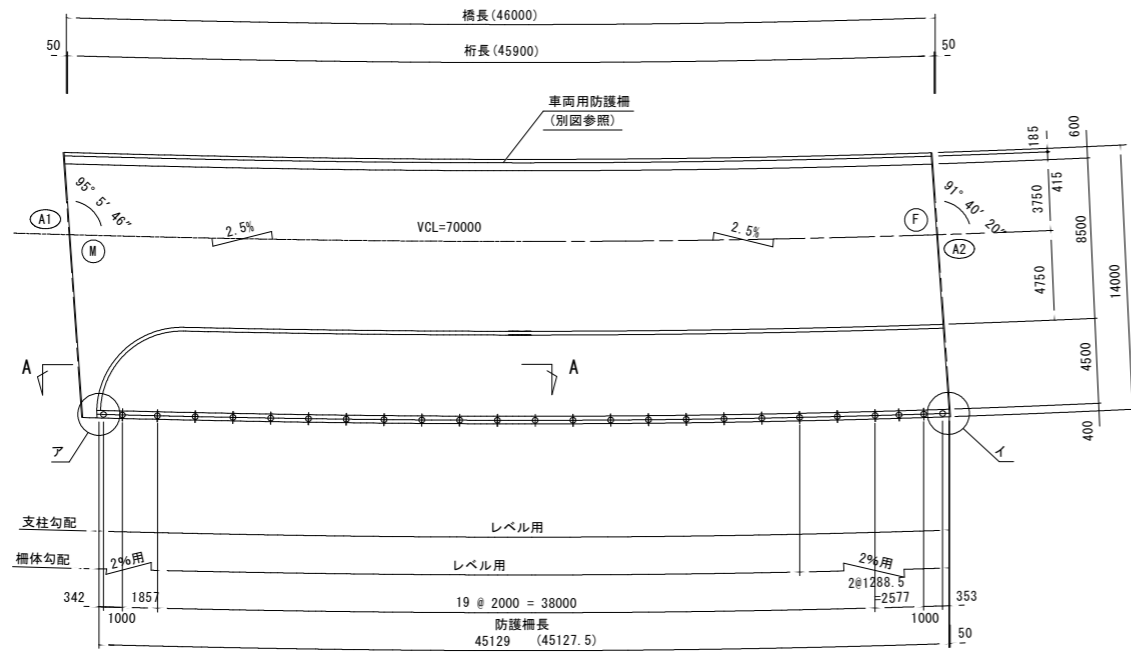 橋長(46000)
50
桁長(45900)
50
車両用防護柵
(別図参照)
185
600
95° 5′ 46″
91° 40′ 20″
3750
415
A1
2.5%
VCL=70000
2.5%
F
M
A2
8500
4750
14000
A
A
4500
400
ア
イ
支柱勾配
レベル用
柵体勾配
2%用
レベル用
2%用
2@1288.5
=2577
342
1857
19 @ 2000 = 38000
353
1000
1000
防護柵長
45129 (45127.5)
50